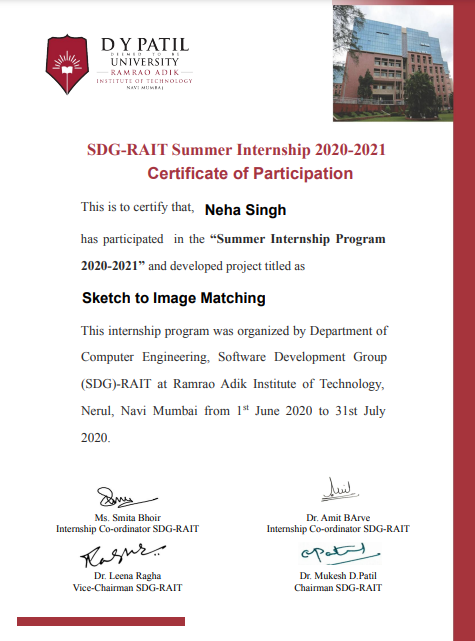 D Y PATIL
DEEMED TO BE
UNIVERSITY
RAMRAO ADIK
INSTITUTE OF TECHNOLOGY
NAVI MUMBAI
SDG-RAIT Summer Internship 2020-2021
Certificate of Participation
This is to certify that, Neha Singh
has participated in the “Summer Internship Program
2020-2021” and developed project titled as
Sketch to Image Matching
This internship program was organized by Department of
Computer Engineering, Software Development Group
(SDG)-RAIT at Ramrao Adik Institute of Technology,
Nerul, Navi Mumbai from 1st June 2020 to 31st July
2020.
Ms. Smita Bhoir
Internship Co-ordinator SDG-RAIT
Dr. Amit BArve
Internship Co-ordinator SDG-RAIT
Dr. Leena Ragha
Vice-Chairman SDG-RAIT
Dr. Mukesh D.Patil
Chairman SDG-RAIT